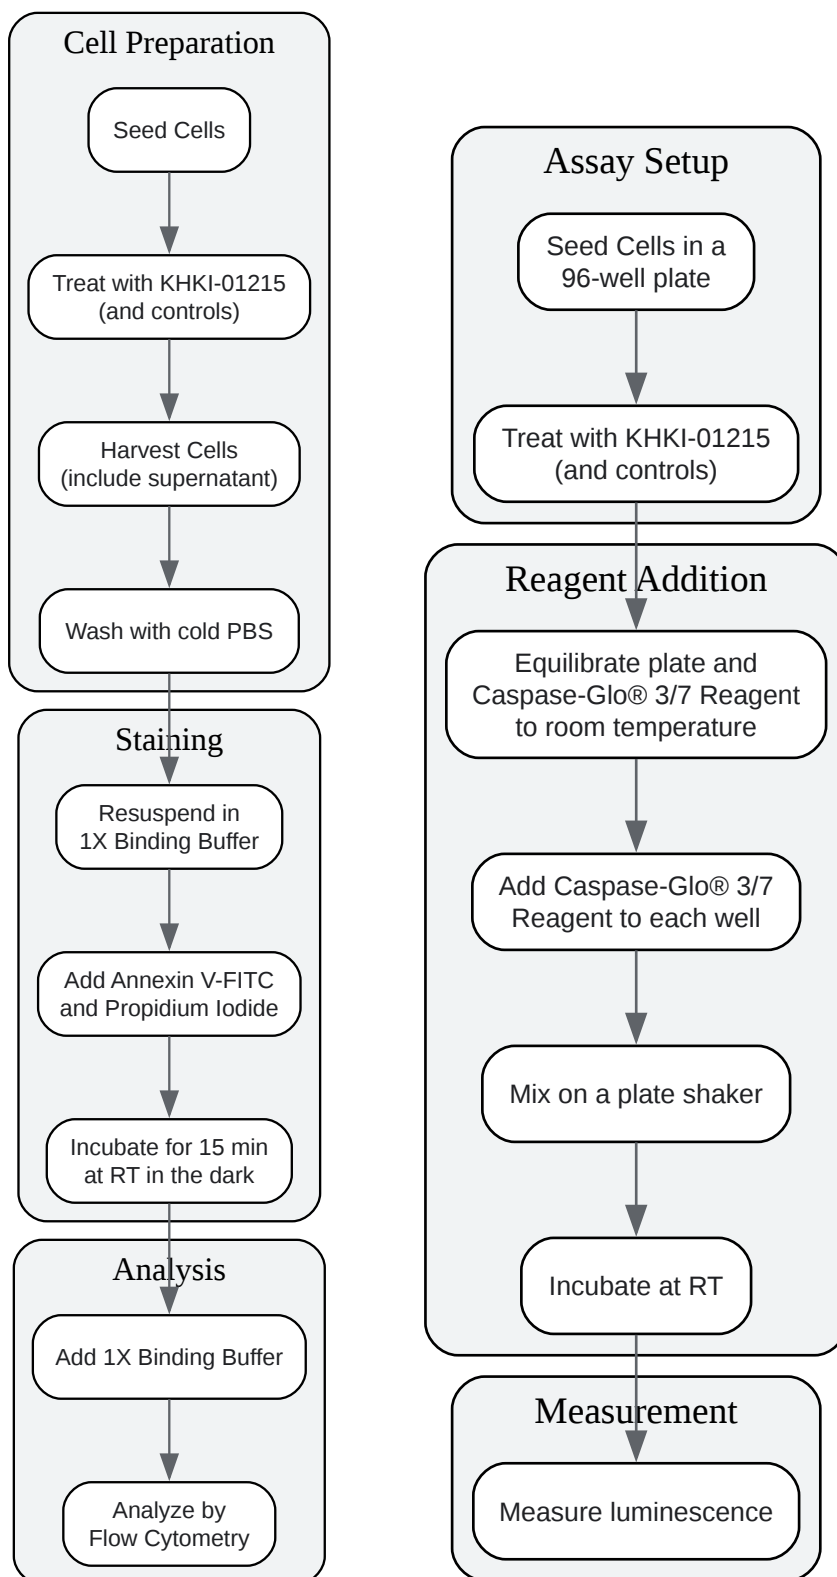 Cell Preparation
Seed Cells
Treat with KHKI-01215
(and controls)
Harvest Cells
(include supernatant)
Wash with cold PBS
Staining
Resuspend in
1X Binding Buffer
Add Annexin V-FITC
and Propidium Iodide
Incubate for 15 min
at RT in the dark
Analysis
Add 1X Binding Buffer
Analyze by
Flow Cytometry
Assay Setup
Seed Cells in a
96-well plate
Treat with KHKI-01215
(and controls)
Reagent Addition
Equilibrate plate and
Caspase-Glo® 3/7 Reagent
to room temperature
Add Caspase-Glo® 3/7
Reagent to each well
Mix on a plate shaker
Incubate at RT
Measurement
Measure luminescence